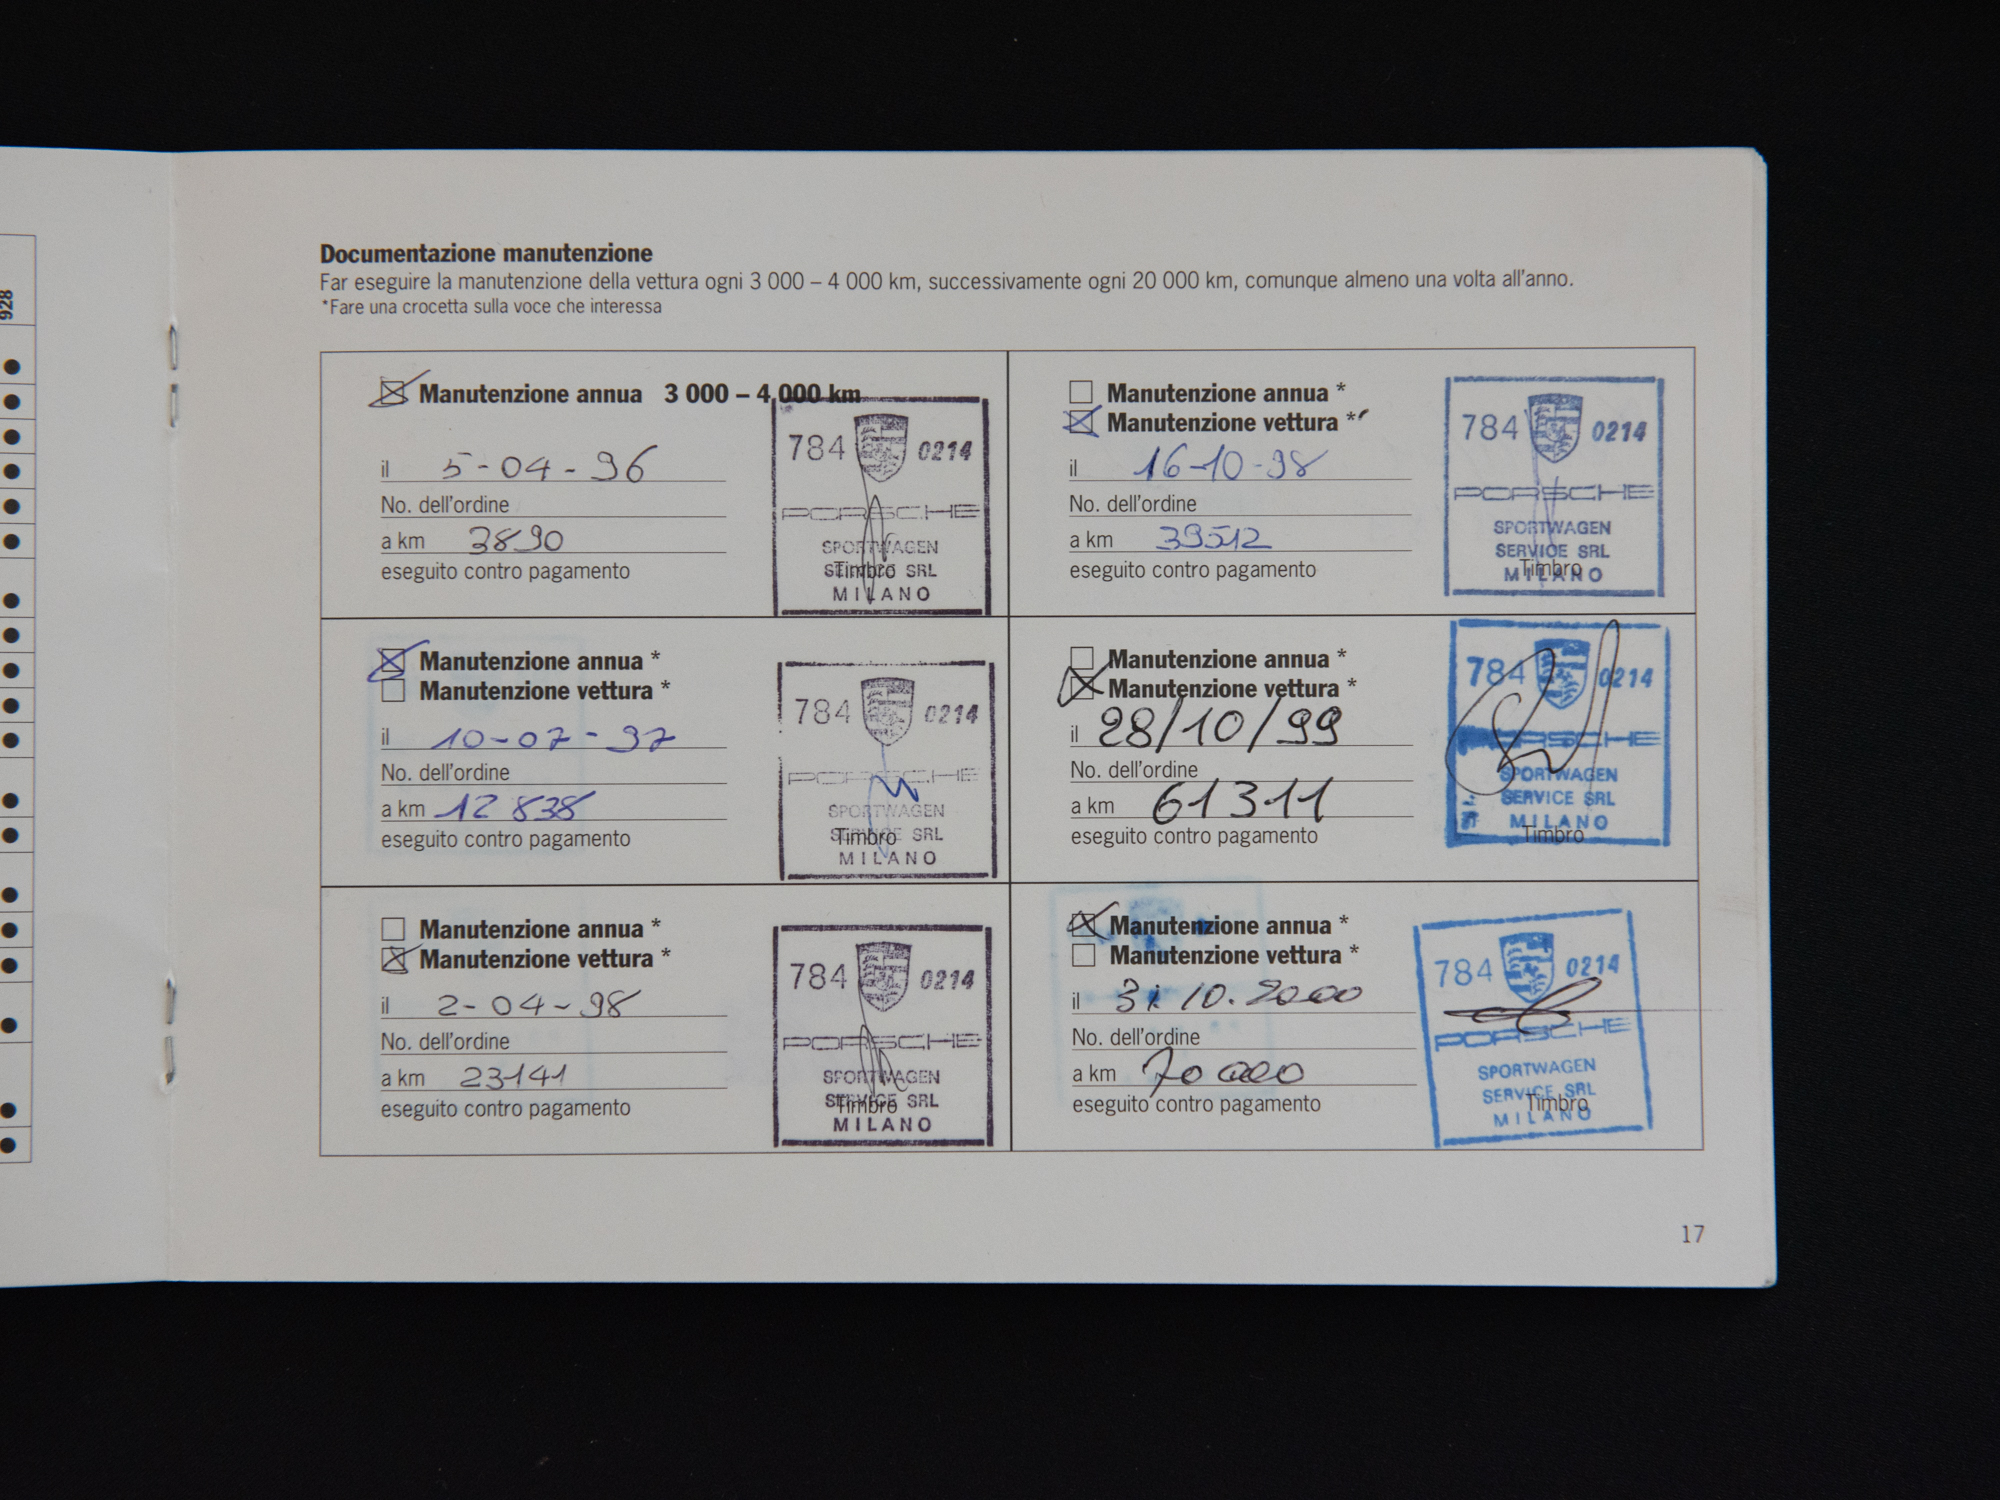 928
Documentazione manutenzione
Far eseguire la manutenzione della vettura ogni 3 000 – 4 000 km, successivamente ogni 20 000 km, comunque almeno una volta all'anno.
*Fare una crocetta sulla voce che interessa
Manutenzione annua 3 000 – 4 000 km
il 5-04-96
No. dell'ordine
a km 3890
eseguito contro pagamento
784 0214
PORSCHE
SPORTWAGEN
SERVICE SRL
Timbro
MILANO
Manutenzione annua *
Manutenzione vettura *
il 10-07-97
No. dell'ordine
a km 12 838
eseguito contro pagamento
784 0214
PORSCHE
SPORTWAGEN
SERVICE SRL
Timbro
MILANO
Manutenzione annua *
Manutenzione vettura *
il 2-04-98
No. dell'ordine
a km 23141
eseguito contro pagamento
784 0214
PORSCHE
SPORTWAGEN
SERVICE SRL
Timbro
MILANO
Manutenzione annua *
Manutenzione vettura *
il 16-10-98
No. dell'ordine
a km 39512
eseguito contro pagamento
784 0214
PORSCHE
SPORTWAGEN
SERVICE SRL
Timbro
MILANO
Manutenzione annua *
Manutenzione vettura *
il 28/10/99
No. dell'ordine
a km 61311
eseguito contro pagamento
784 0214
PORSCHE
SPORTWAGEN
SERVICE SRL
MILANO
Timbro
Manutenzione annua *
Manutenzione vettura *
il 31.10.2000
No. dell'ordine
a km 70000
eseguito contro pagamento
784 0214
PORSCHE
SPORTWAGEN
SERVICE SRL
Timbro
MILANO
17